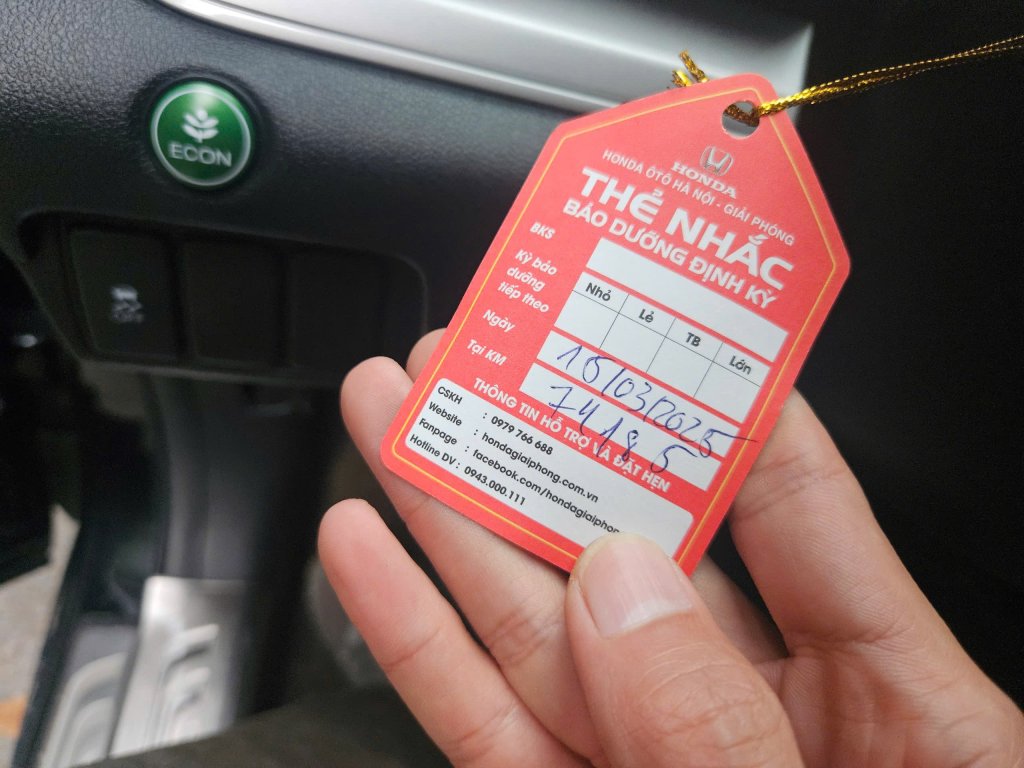 ECON
HONDA
HONDA ÔTÔ HÀ NỘI - GIẢI PHÓNG
THẺ NHẮC
BẢO DƯỠNG ĐỊNH KỲ
BKS
Kỳ bảo
dưỡng
tiếp theo
Nhỏ Lẻ TB Lớn
Ngày 15/03/2025
Tại KM 74185
THÔNG TIN HỖ TRỢ VÀ ĐẶT HẸN
CSKH : 0979 766 688
Website : hondagiaiphong.com.vn
Fanpage : facebook.com/hondagiaiphon
Hotline DV : 0943.000.111